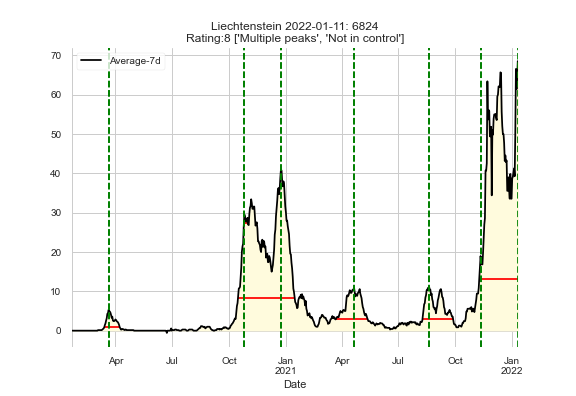 Liechtenstein 2022-01-11: 6824
Rating:8 ['Multiple peaks', 'Not in control']
Average-7d
70
60
50
40
30
20
10
0
Apr Jul Oct Jan Apr Jul Oct Jan
2021 2022
Date